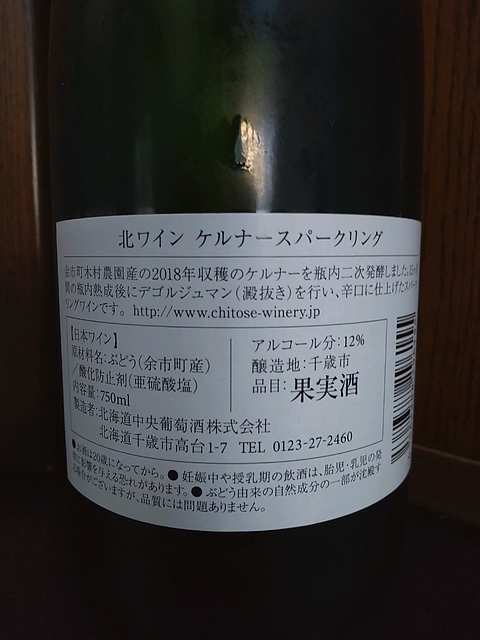 北ワイン ケルナースパークリング
余市町木村農園産の2018年収穫のケルナーを瓶内二次発酵しました。
間の瓶内熟成後にデゴルジュマン（澱抜き）を行い、辛口に仕上げたスパーク
リングワインです。 http://www.chitose-winery.jp
【日本ワイン】
原材料名：ぶどう（余市町産）
／酸化防止剤（亜硫酸塩）
内容量：750ml
アルコール分：12%
醸造地：千歳市
品目：果実酒
製造者：北海道中央葡萄酒株式会社
北海道千歳市高台1-7 TEL 0123-27-2460
●お酒は20歳になってから。●妊娠中や授乳期の飲酒は、胎児・乳児の発
育に影響を与える恐れがあります。●ぶどう由来の自然成分の一部が沈殿す
る場合がございますが、品質には問題ありません。